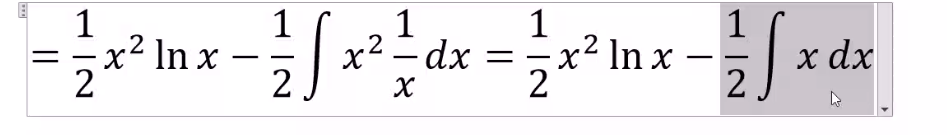 = 1/2 x² ln x − 1/2 ∫ x² 1/x dx = 1/2 x² ln x − 1/2 ∫ x dx